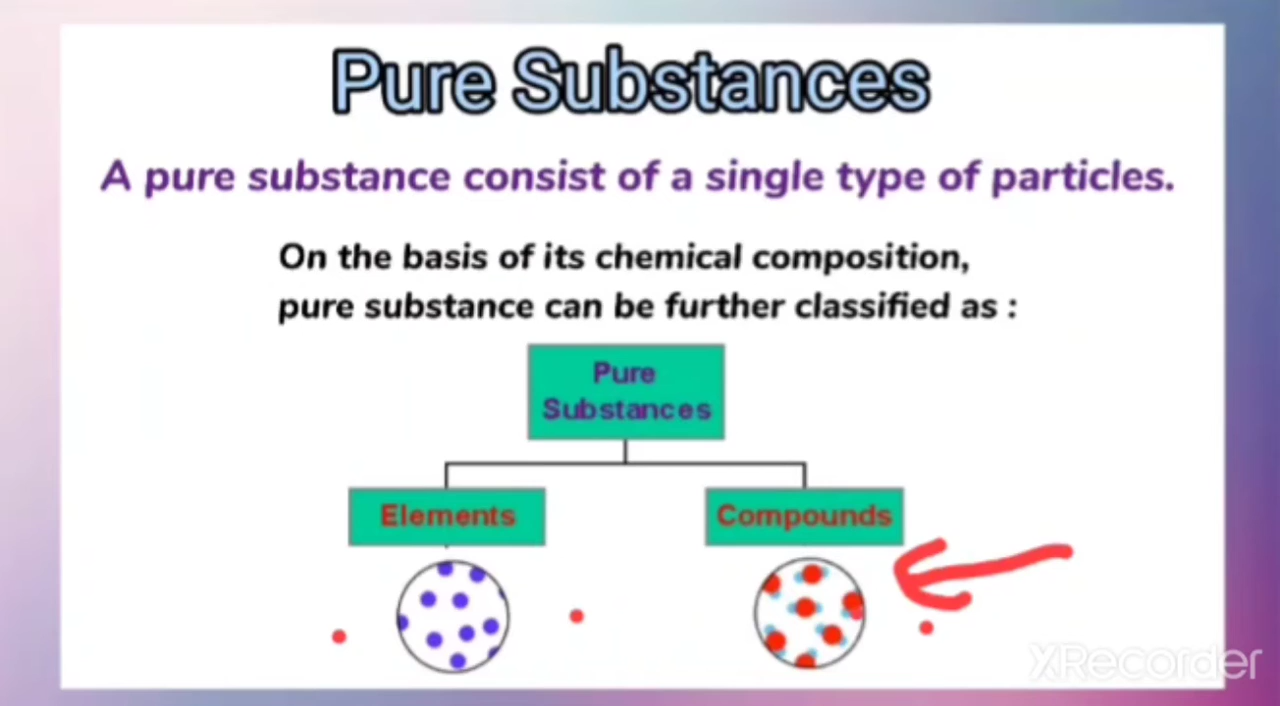 Pure Substances
A pure substance consist of a single type of particles.
On the basis of its chemical composition,
pure substance can be further classified as :
Pure
Substances
Elements
Compounds
XRecorder